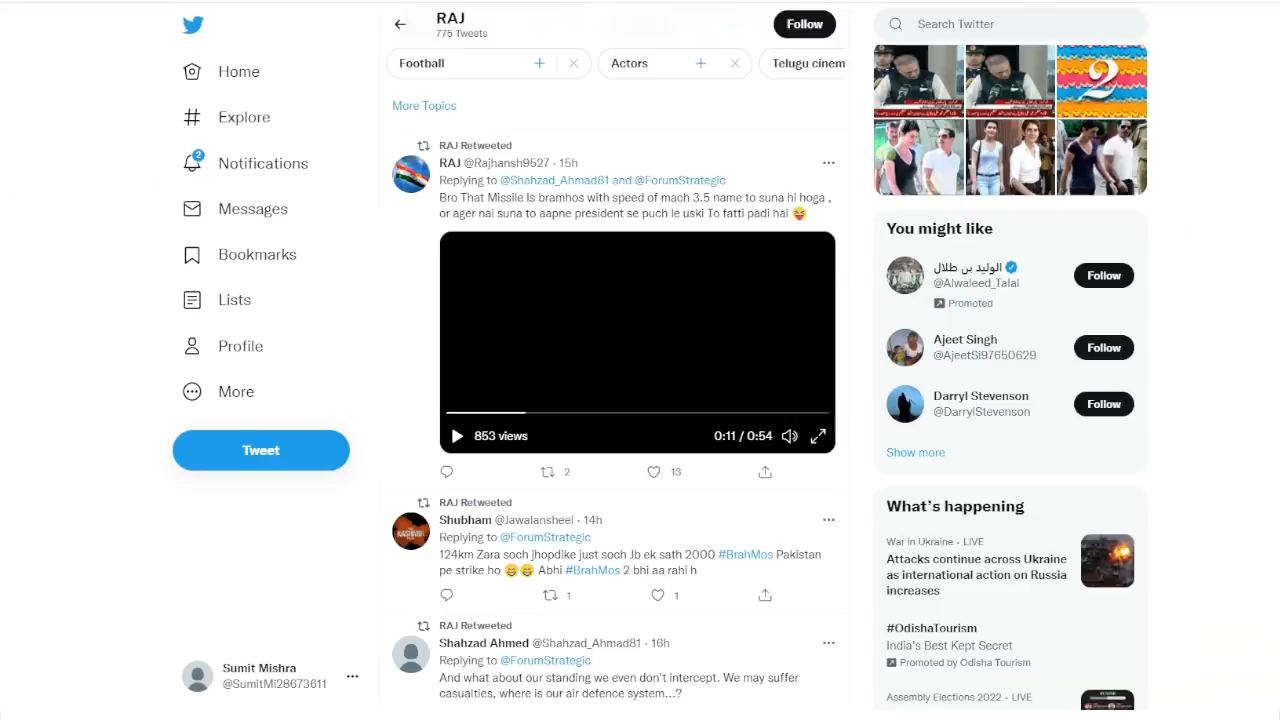 Home
Explore
2
Notifications
Messages
Bookmarks
Lists
Profile
More
Tweet
Sumit Mishra
@SumitMi28673611
RAJ
775 Tweets
Follow
Football
Actors
Telugu cinem
More Topics
RAJ Retweeted
RAJ @Rajhansh9527 · 15h
Replying to @Shahzad_Ahmad81 and @ForumStrategic
Bro That Missile Is bramhos with speed of mach 3.5 name to suna hi hoga ,
or ager nai suna to aapne president se puch le uski To fatti padi hai 😝
853 views
0:11 / 0:54
2
13
RAJ Retweeted
Shubham @Jawalansheel · 14h
Replying to @ForumStrategic
124km Zara soch jhopdike just soch Jb ek sath 2000 #BrahMos Pakistan
pe strike ho 😄😄 Abhi #BrahMos 2 bhi aa rahi h
1
1
RAJ Retweeted
Shahzad Ahmed @Shahzad_Ahmad81 · 16h
Replying to @ForumStrategic
And what about our standing we even don't intercept. We may suffer
casualties, where is our air defence system...?
Search Twitter
2
You might like
الوليد بن طلال
@Alwaleed_Talal
Promoted
Follow
Ajeet Singh
@AjeetSi97650629
Follow
Darryl Stevenson
@DarrylStevenson
Follow
Show more
What's happening
War in Ukraine · LIVE
Attacks continue across Ukraine
as international action on Russia
increases
#OdishaTourism
India's Best Kept Secret
Promoted by Odisha Tourism
Assembly Elections 2022 · LIVE